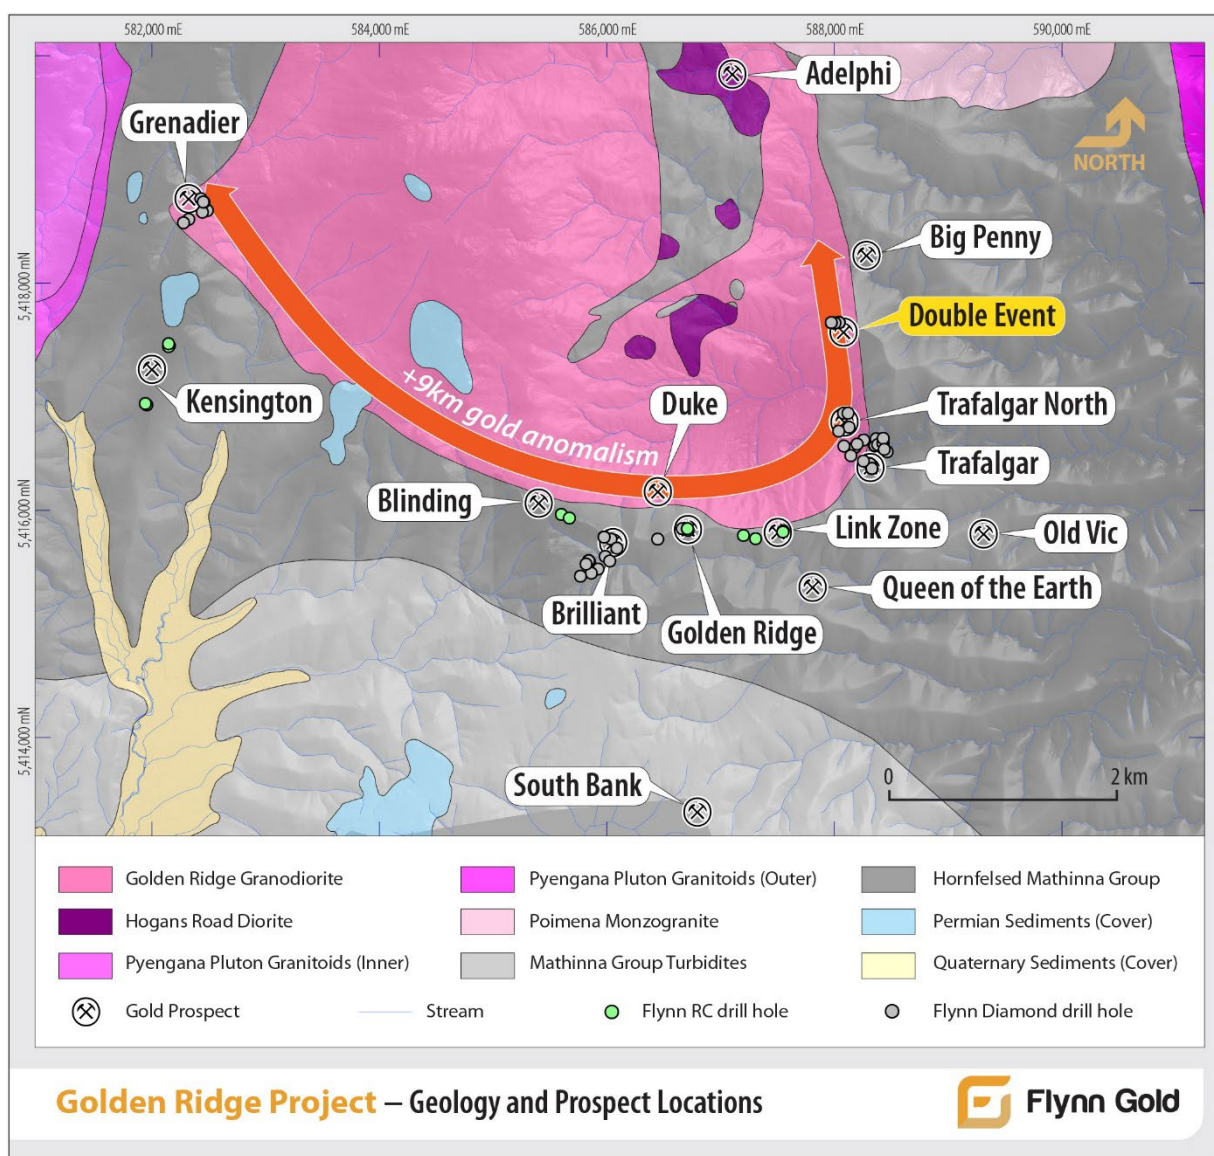 582,000 mE
584,000 mE
586,000 mE
588,000 mE
590,000 mE
Adelphi
Grenadier
NORTH
Big Penny
5,418,000 mN
Double Event
Kensington
Duke
Trafalgar North
+9km gold anomalism
Trafalgar
Blinding
5,416,000 mN
Link Zone
Old Vic
Queen of the Earth
Brilliant
Golden Ridge
5,414,000 mN
South Bank
0
2 km
Golden Ridge Granodiorite
Pyengana Pluton Granitoids (Outer)
Hornfelsed Mathinna Group
Hogans Road Diorite
Poimena Monzogranite
Permian Sediments (Cover)
Pyengana Pluton Granitoids (Inner)
Mathinna Group Turbidites
Quaternary Sediments (Cover)
Gold Prospect
Stream
Flynn RC drill hole
Flynn Diamond drill hole
Golden Ridge Project – Geology and Prospect Locations
Flynn Gold